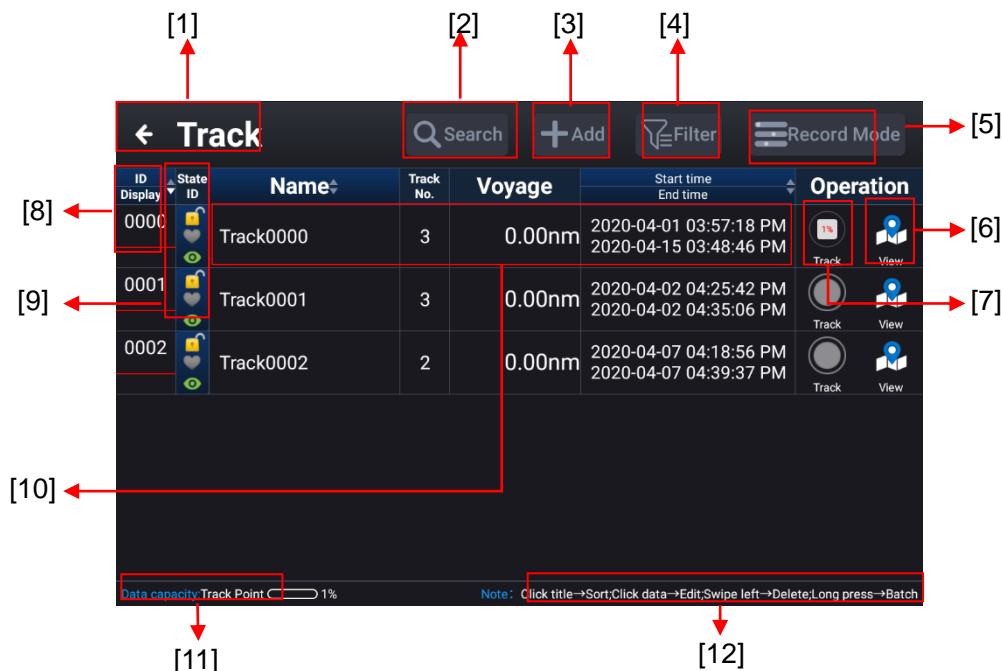 [1] [2] [3] [4]
← Track Search Add Filter Record Mode [5]
ID Display State ID Name Track No. Voyage Start time End time Operation
[8]
0000 Track0000 3 0.00nm 2020-04-01 03:57:18 PM 1% [6]
2020-04-15 03:48:46 PM Track View
[9] 0001 Track0001 3 0.00nm 2020-04-02 04:25:42 PM [7]
2020-04-02 04:35:06 PM Track View
0002 Track0002 2 0.00nm 2020-04-07 04:18:56 PM
2020-04-07 04:39:37 PM Track View
[10]
Data capacity:Track Point 1% Note: Click title→Sort;Click data→Edit;Swipe left→Delete;Long press→Batch
[11] [12]